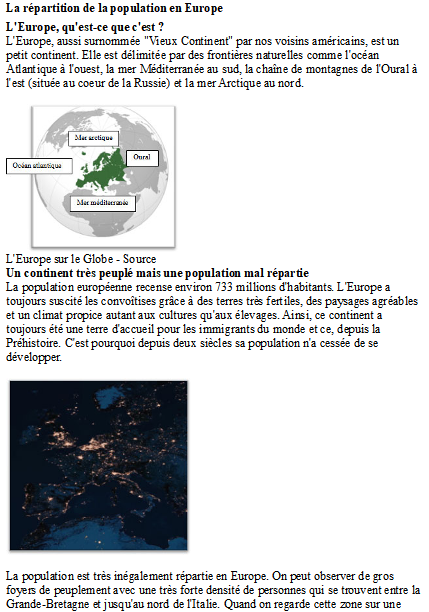 La répartition de la population en Europe
L'Europe, qu'est-ce que c'est ?
L'Europe, aussi surnommée "Vieux Continent" par nos voisins américains, est un
petit continent. Elle est délimitée par des frontières naturelles comme l'océan
Atlantique à l'ouest, la mer Méditerranée au sud, la chaîne de montagnes de l'Oural à
l'est (située au coeur de la Russie) et la mer Arctique au nord.
Mer arctique
Oural
Océan atlantique
Mer méditerranée
L'Europe sur le Globe - Source
Un continent très peuplé mais une population mal répartie
La population européenne recense environ 733 millions d'habitants. L'Europe a
toujours suscité les convoîtises grâce à des terres très fertiles, des paysages agréables
et un climat propice autant aux cultures qu'aux élevages. Ainsi, ce continent a
toujours été une terre d'accueil pour les immigrants du monde et ce, depuis la
Préhistoire. C'est pourquoi depuis deux siècles sa population n'a cessée de se
développer.
La population est très inégalement répartie en Europe. On peut observer de gros
foyers de peuplement avec une très forte densité de personnes qui se trouvent entre la
Grande-Bretagne et jusqu'au nord de l'Italie. Quand on regarde cette zone sur une